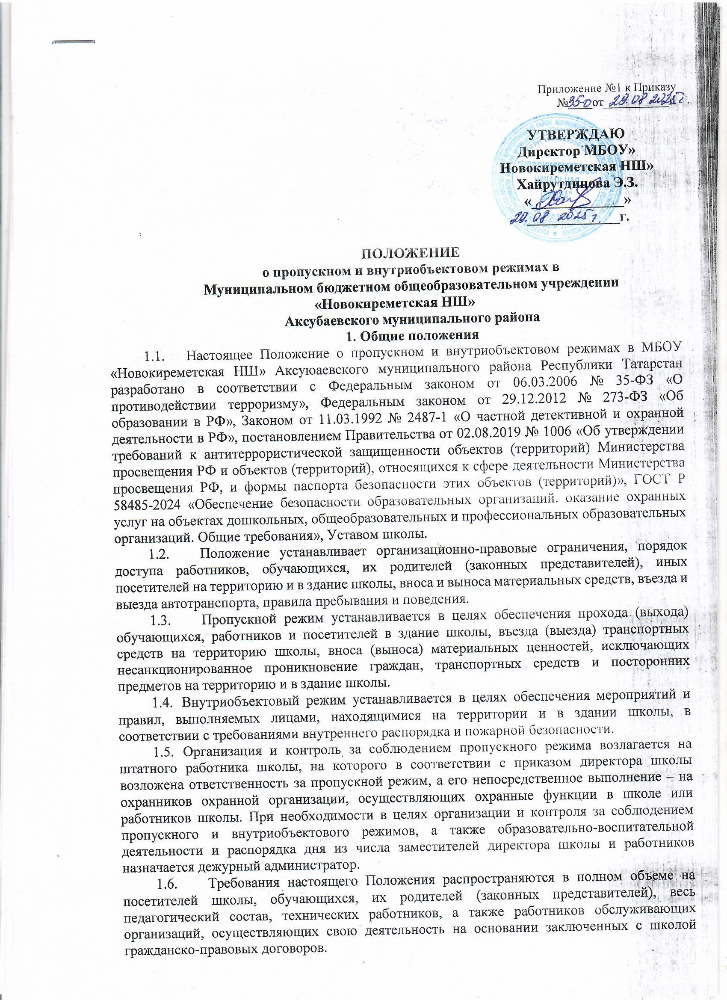 Приложение №1 к Приказу
№35-о от 29.08 2025г.
УТВЕРЖДАЮ
Директор МБОУ»
Новокиреметская НШ»
Хайрутдинова Э.З.
« »
29.08. 2025г. г.
ПОЛОЖЕНИЕ
о пропускном и внутриобъектовом режимах в
Муниципальном бюджетном общеобразовательном учреждении
«Новокиреметская НШ»
Аксубаевского муниципального района
1. Общие положения
1.1. Настоящее Положение о пропускном и внутриобъектовом режимах в МБОУ
«Новокиреметская НШ» Аксуюаевского муниципального района Республики Татарстан
разработано в соответствии с Федеральным законом от 06.03.2006 № 35-ФЗ «О
противодействии терроризму», Федеральным законом от 29.12.2012 № 273-ФЗ «Об
образовании в РФ», Законом от 11.03.1992 № 2487-1 «О частной детективной и охранной
деятельности в РФ», постановлением Правительства от 02.08.2019 № 1006 «Об утверждении
требований к антитеррористической защищенности объектов (территорий) Министерства
просвещения РФ и объектов (территорий), относящихся к сфере деятельности Министерства
просвещения РФ, и формы паспорта безопасности этих объектов (территорий)», ГОСТ Р
58485-2024 «Обеспечение безопасности образовательных организаций. оказание охранных
услуг на объектах дошкольных, общеобразовательных и профессиональных образовательных
организаций. Общие требования», Уставом школы.
1.2. Положение устанавливает организационно-правовые ограничения, порядок
доступа работников, обучающихся, их родителей (законных представителей), иных
посетителей на территорию и в здание школы, вноса и выноса материальных средств, въезда и
выезда автотранспорта, правила пребывания и поведения.
1.3. Пропускной режим устанавливается в целях обеспечения прохода (выхода)
обучающихся, работников и посетителей в здание школы, въезда (выезда) транспортных
средств на территорию школы, вноса (выноса) материальных ценностей, исключающих
несанкционированное проникновение граждан, транспортных средств и посторонних
предметов на территорию и в здание школы.
1.4. Внутриобъектовый режим устанавливается в целях обеспечения мероприятий и
правил, выполняемых лицами, находящимися на территории и в здании школы, в
соответствии с требованиями внутреннего распорядка и пожарной безопасности.
1.5. Организация и контроль за соблюдением пропускного режима возлагается на
штатного работника школы, на которого в соответствии с приказом директора школы
возложена ответственность за пропускной режим, а его непосредственное выполнение – на
охранников охранной организации, осуществляющих охранные функции в школе или
работников школы. При необходимости в целях организации и контроля за соблюдением
пропускного и внутриобъектового режимов, а также образовательно-воспитательной
деятельности и распорядка дня из числа заместителей директора школы и работников
назначается дежурный администратор.
1.6. Требования настоящего Положения распространяются в полном объеме на
посетителей школы, обучающихся, их родителей (законных представителей), весь
педагогический состав, технических работников, а также работников обслуживающих
организаций, осуществляющих свою деятельность на основании заключенных с школой
гражданско-правовых договоров.